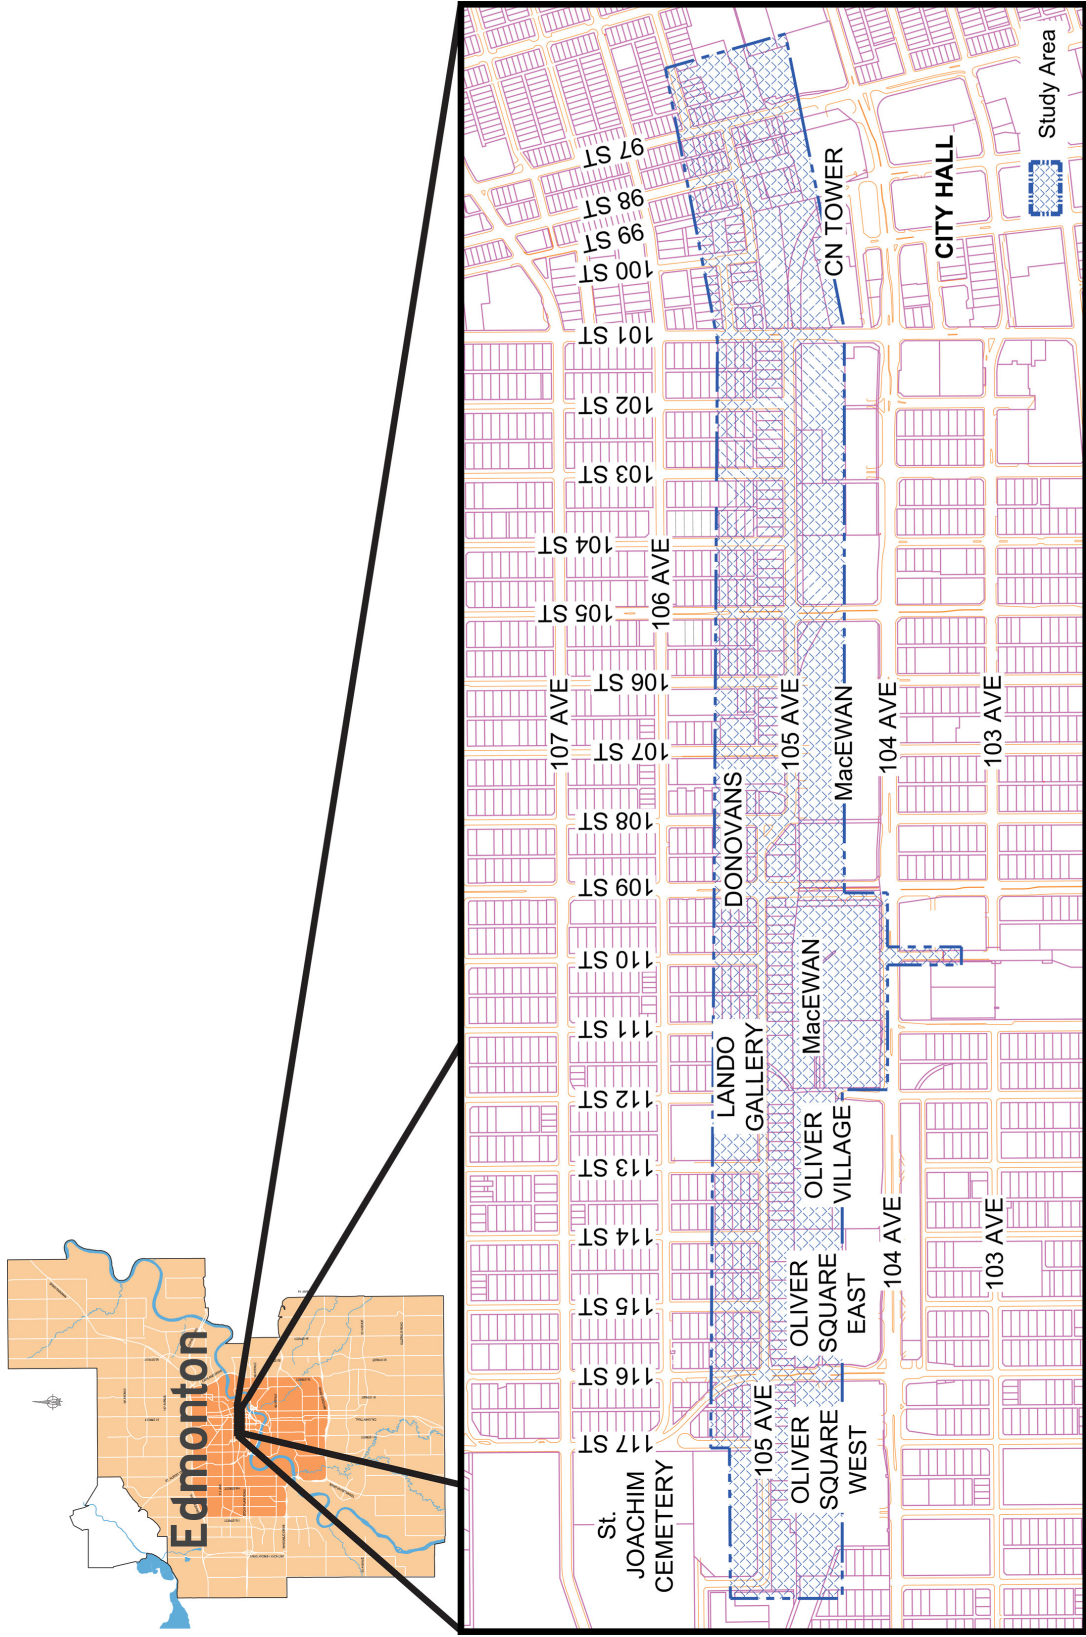 Edmonton
97 ST
98 ST
99 ST
100 ST
101 ST
102 ST
103 ST
104 ST
105 ST
106 ST
107 ST
108 ST
109 ST
110 ST
111 ST
112 ST
113 ST
114 ST
115 ST
116 ST
117 ST
107 AVE
106 AVE
105 AVE
104 AVE
103 AVE
105 AVE
104 AVE
103 AVE
St.
JOACHIM
CEMETERY
LANDO
GALLERY
DONOVANS
MacEWAN
MacEWAN
CN TOWER
CITY HALL
OLIVER
SQUARE
WEST
OLIVER
SQUARE
EAST
OLIVER
VILLAGE
Study Area